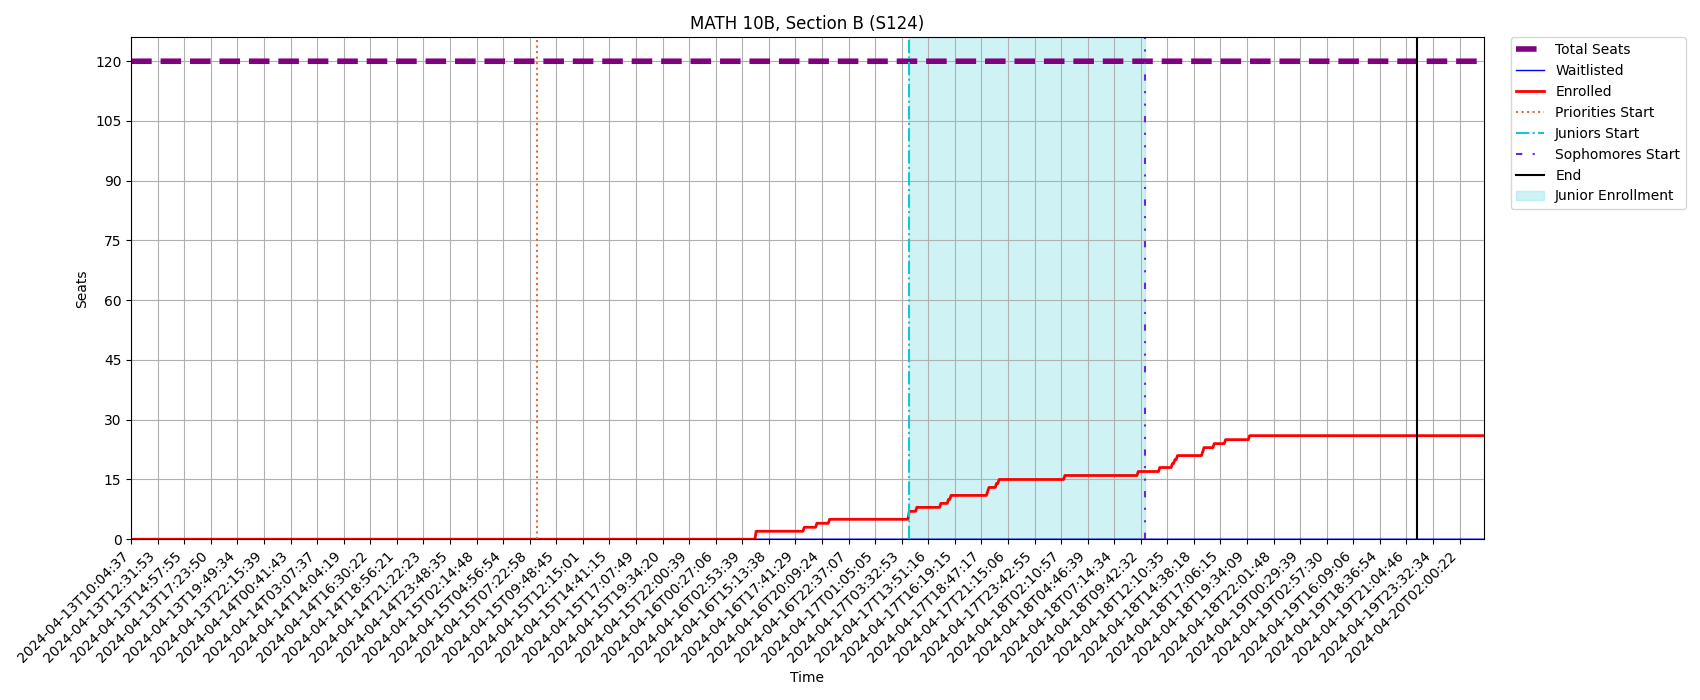 MATH 10B, Section B (S124)
Total Seats
Waitlisted
Enrolled
Priorities Start
Juniors Start
Sophomores Start
End
Junior Enrollment
Seats
120
105
90
75
60
45
30
15
0
2024-04-13T10:04:37
2024-04-13T12:31:53
2024-04-13T14:57:55
2024-04-13T17:23:50
2024-04-13T19:49:34
2024-04-13T22:15:39
2024-04-14T00:41:43
2024-04-14T03:07:37
2024-04-14T14:04:19
2024-04-14T16:30:22
2024-04-14T18:56:21
2024-04-14T21:22:23
2024-04-14T23:48:35
2024-04-15T02:14:48
2024-04-15T04:56:54
2024-04-15T07:22:58
2024-04-15T09:48:45
2024-04-15T12:15:01
2024-04-15T14:41:15
2024-04-15T17:07:49
2024-04-15T19:34:20
2024-04-15T22:00:39
2024-04-16T00:27:06
2024-04-16T02:53:39
2024-04-16T15:13:38
2024-04-16T17:41:29
2024-04-16T20:09:24
2024-04-16T22:37:07
2024-04-17T01:05:05
2024-04-17T03:32:53
2024-04-17T13:51:16
2024-04-17T16:19:15
2024-04-17T18:47:17
2024-04-17T21:15:06
2024-04-17T23:42:55
2024-04-18T02:10:57
2024-04-18T04:46:39
2024-04-18T07:14:34
2024-04-18T09:42:32
2024-04-18T12:10:35
2024-04-18T14:38:18
2024-04-18T17:06:15
2024-04-18T19:34:09
2024-04-18T22:01:48
2024-04-19T00:29:39
2024-04-19T02:57:30
2024-04-19T16:09:06
2024-04-19T18:36:54
2024-04-19T21:04:46
2024-04-19T23:32:34
2024-04-20T02:00:22
Time